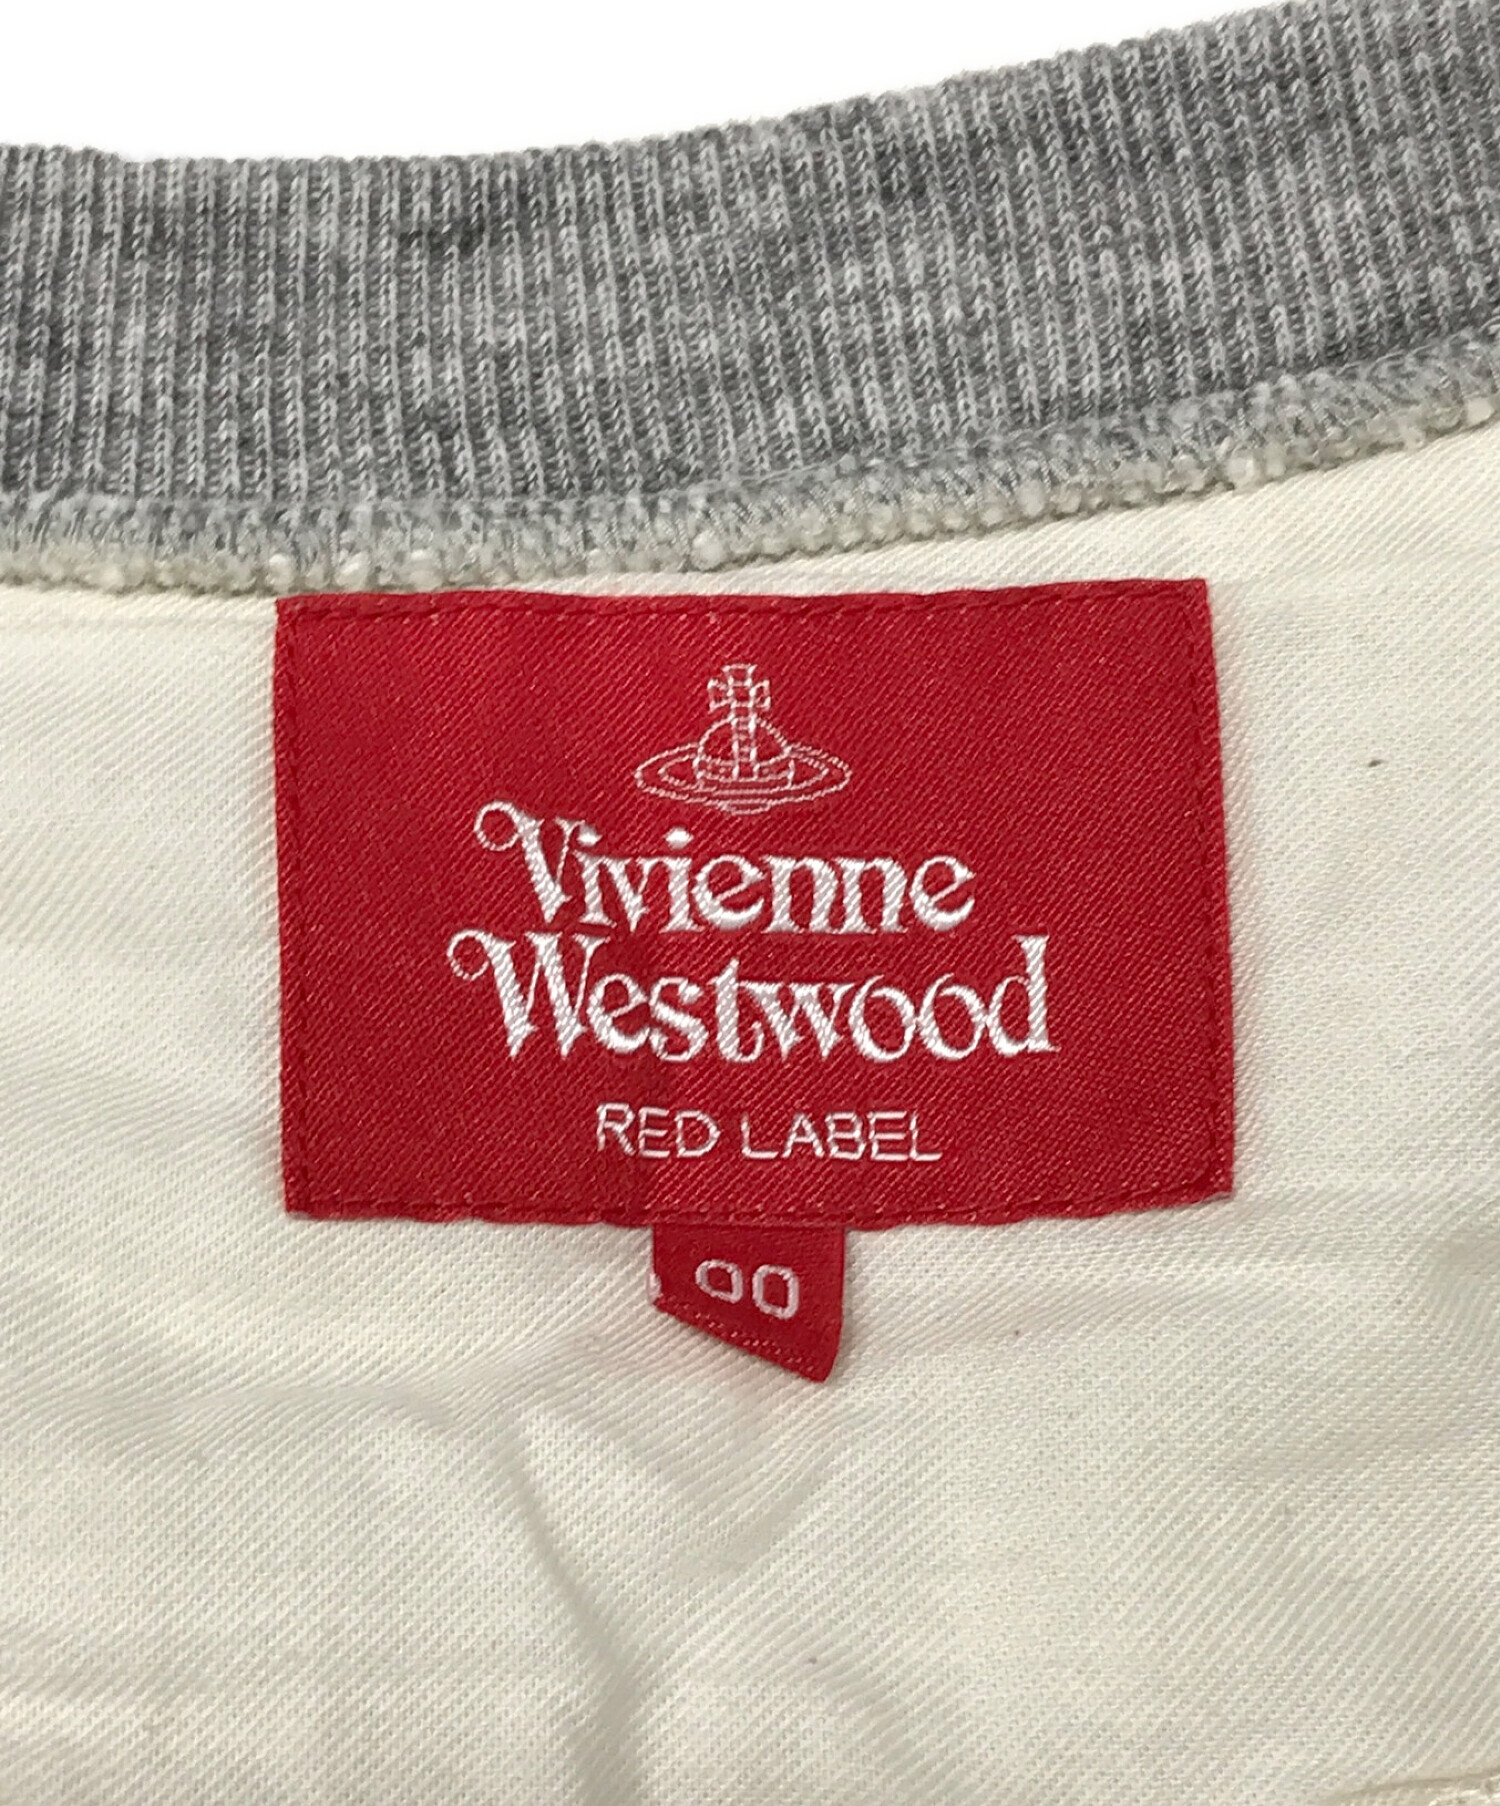 Vivienne
Westwood
RED LABEL
00